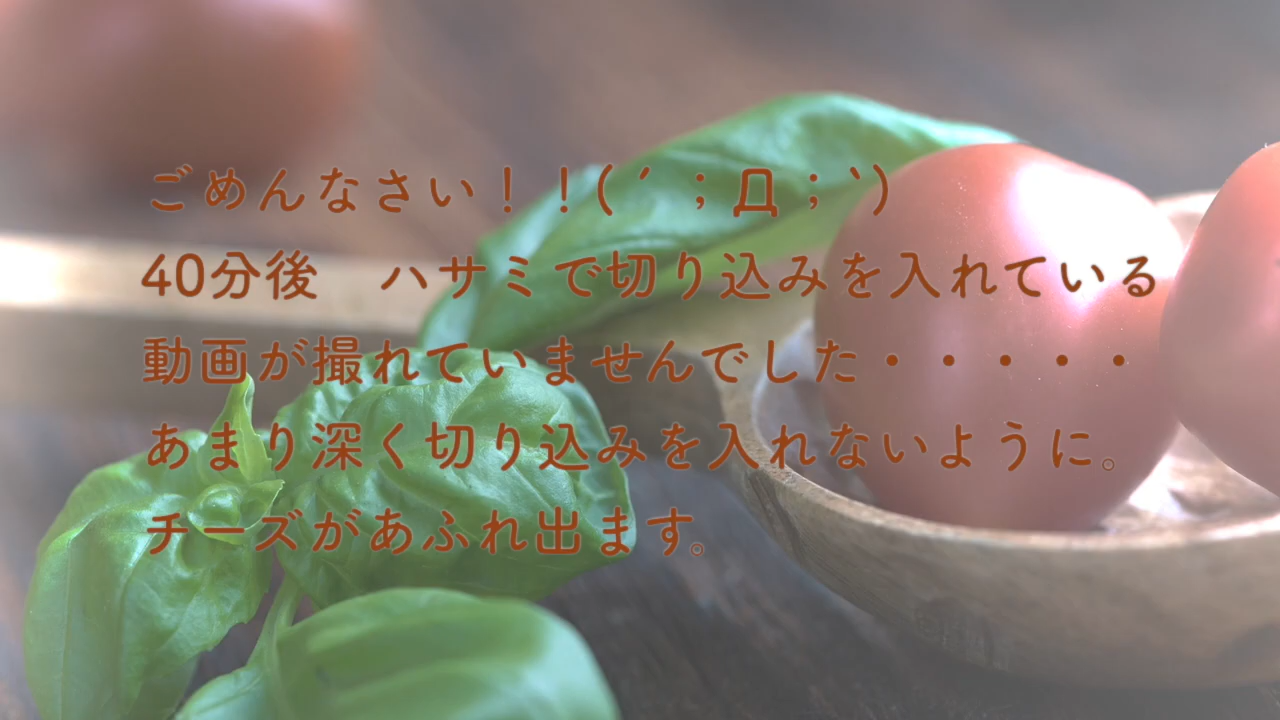 ごめんなさい！！(´；Д；`)
40分後　ハサミで切り込みを入れている
動画が撮れていませんでした・・・・・
あまり深く切り込みを入れないように。
チーズがあふれ出ます。